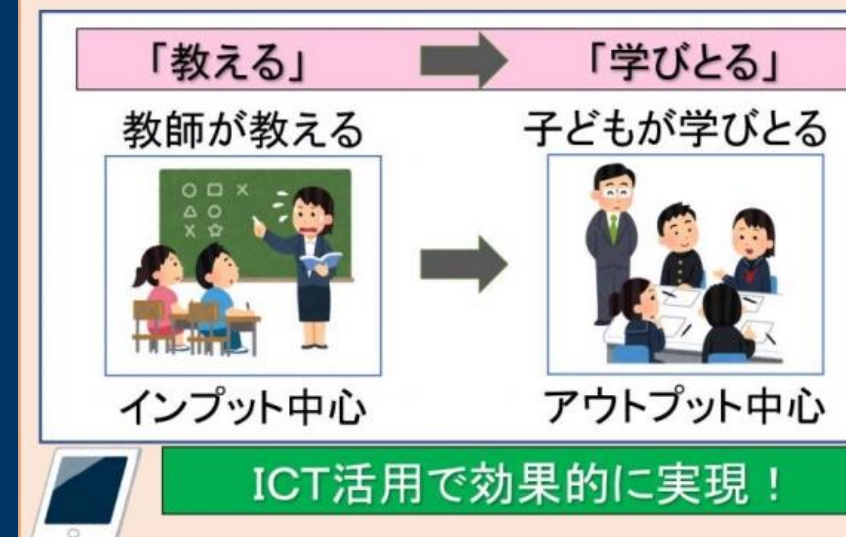 「教える」 ➡ 「学びとる」
教師が教える
子どもが学びとる
○ □ ×
△ ○
× ☆
インプット中心
アウトプット中心
ICT活用で効果的に実現！